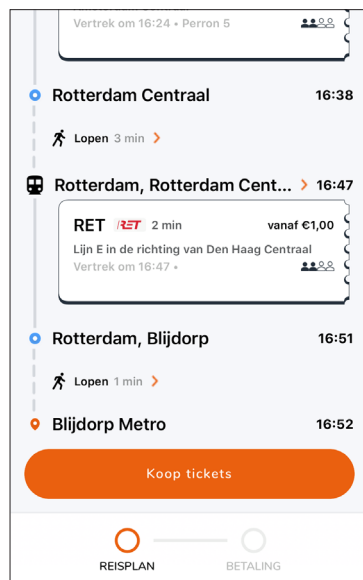 Vertrek om 16:24 • Perron 5
Rotterdam Centraal 16:38
Lopen 3 min >
Rotterdam, Rotterdam Cent... > 16:47
RET RET 2 min vanaf €1,00
Lijn E in de richting van Den Haag Centraal
Vertrek om 16:47 •
Rotterdam, Blijdorp 16:51
Lopen 1 min >
Blijdorp Metro 16:52
Koop tickets
REISPLAN BETALING